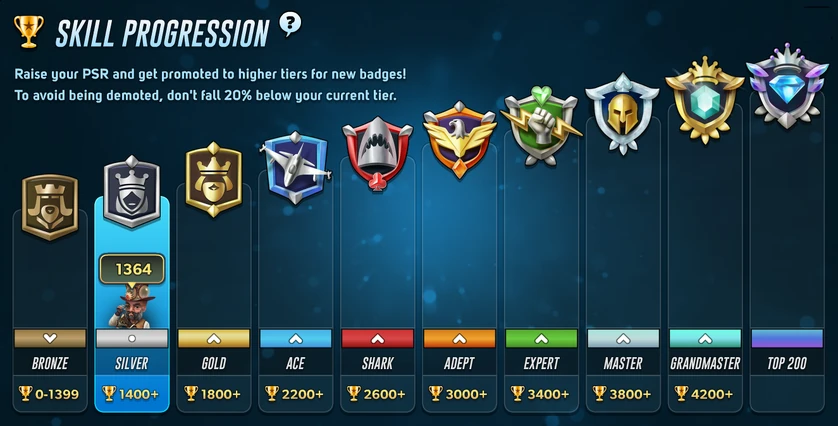 SKILL PROGRESSION ?
Raise your PSR and get promoted to higher tiers for new badges!
To avoid being demoted, don't fall 20% below your current tier.
1364
BRONZE
SILVER
GOLD
ACE
SHARK
ADEPT
EXPERT
MASTER
GRANDMASTER
TOP 200
0-1399
1400+
1800+
2200+
2600+
3000+
3400+
3800+
4200+